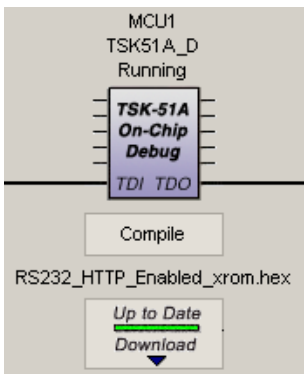 MCU1
TSK51A_D
Running
TSK-51A
On-Chip
Debug
TDI TDO
Compile
RS232_HTTP_Enabled_xrom.hex
Up to Date
Download